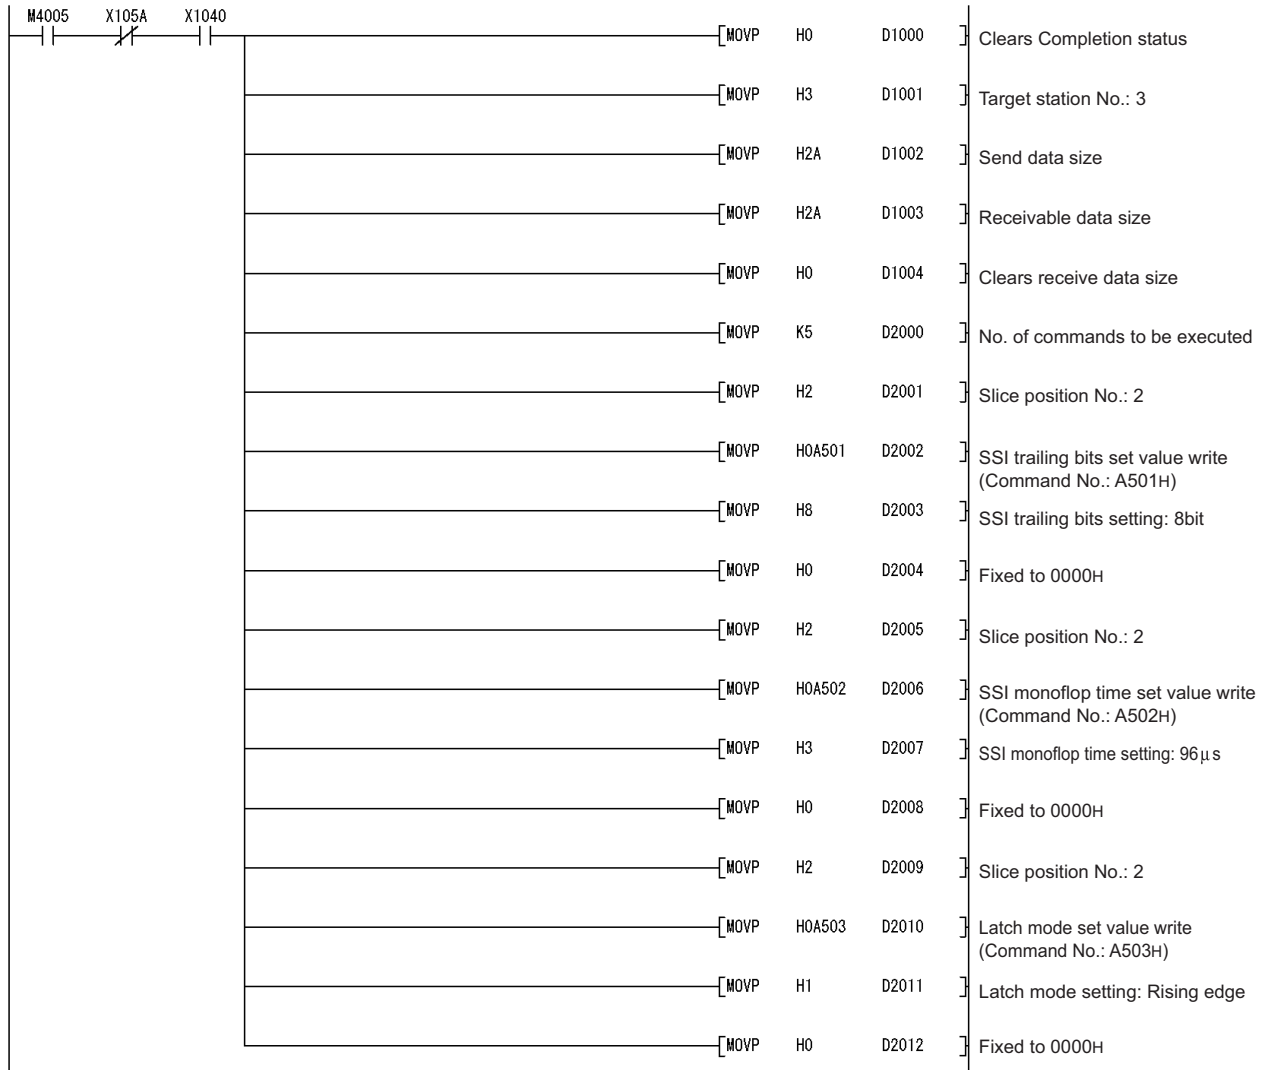 M4005 X105A X1040
MOVP H0 D1000 Clears Completion status
MOVP H3 D1001 Target station No.: 3
MOVP H2A D1002 Send data size
MOVP H2A D1003 Receivable data size
MOVP H0 D1004 Clears receive data size
MOVP K5 D2000 No. of commands to be executed
MOVP H2 D2001 Slice position No.: 2
MOVP H0A501 D2002 SSI trailing bits set value write
(Command No.: A501H)
MOVP H8 D2003 SSI trailing bits setting: 8bit
MOVP H0 D2004 Fixed to 0000H
MOVP H2 D2005 Slice position No.: 2
MOVP H0A502 D2006 SSI monoflop time set value write
(Command No.: A502H)
MOVP H3 D2007 SSI monoflop time setting: 96μs
MOVP H0 D2008 Fixed to 0000H
MOVP H2 D2009 Slice position No.: 2
MOVP H0A503 D2010 Latch mode set value write
(Command No.: A503H)
MOVP H1 D2011 Latch mode setting: Rising edge
MOVP H0 D2012 Fixed to 0000H